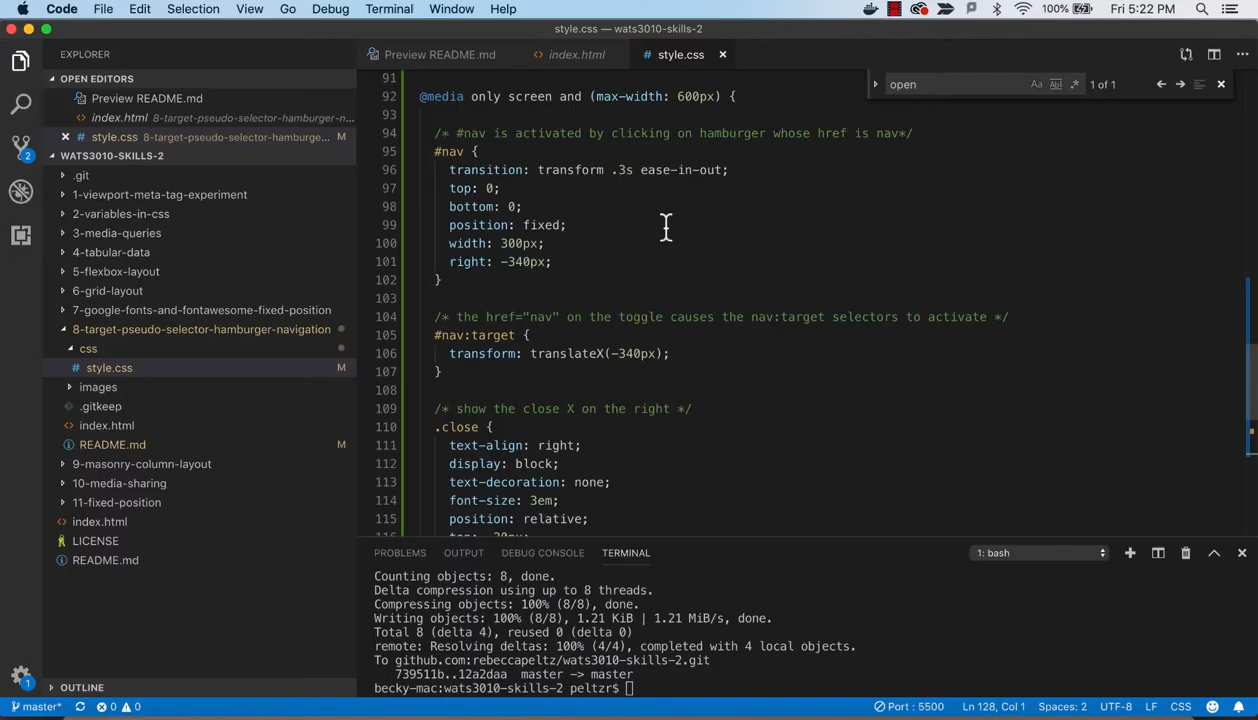 Code File Edit Selection View Go Debug Terminal Window Help 100% Fri 5:22 PM
style.css — wats3010-skills-2
EXPLORER
OPEN EDITORS
Preview README.md
index.html 8-target-pseudo-selector-hamburger-n...
style.css 8-target-pseudo-selector-hamburge... M
WATS3010-SKILLS-2
.git
1-viewport-meta-tag-experiment
2-variables-in-css
3-media-queries
4-tabular-data
5-flexbox-layout
6-grid-layout
7-google-fonts-and-fontawesome-fixed-position
8-target-pseudo-selector-hamburger-navigation
css
style.css M
images
.gitkeep
index.html
README.md M
9-masonry-column-layout
10-media-sharing
11-fixed-position
index.html
LICENSE
README.md
OUTLINE
2
1
Preview README.md index.html style.css
open Aa Abl .* 1 of 1
91
92 @media only screen and (max-width: 600px) {
93
94 /* #nav is activated by clicking on hamburger whose href is nav*/
95 #nav {
96 transition: transform .3s ease-in-out;
97 top: 0;
98 bottom: 0;
99 position: fixed;
100 width: 300px;
101 right: -340px;
102 }
103
104 /* the href="nav" on the toggle causes the nav:target selectors to activate */
105 #nav:target {
106 transform: translateX(-340px);
107 }
108
109 /* show the close X on the right */
110 .close {
111 text-align: right;
112 display: block;
113 text-decoration: none;
114 font-size: 3em;
115 position: relative;
PROBLEMS OUTPUT DEBUG CONSOLE TERMINAL 1: bash
Counting objects: 8, done.
Delta compression using up to 8 threads.
Compressing objects: 100% (8/8), done.
Writing objects: 100% (8/8), 1.21 KiB | 1.21 MiB/s, done.
Total 8 (delta 4), reused 0 (delta 0)
remote: Resolving deltas: 100% (4/4), completed with 4 local objects.
To github.com:rebeccapeltz/wats3010-skills-2.git
739511b..12a2daa master -> master
becky-mac:wats3010-skills-2 peltzr$
master* 0 0 Port : 5500 Ln 128, Col 1 Spaces: 2 UTF-8 LF CSS